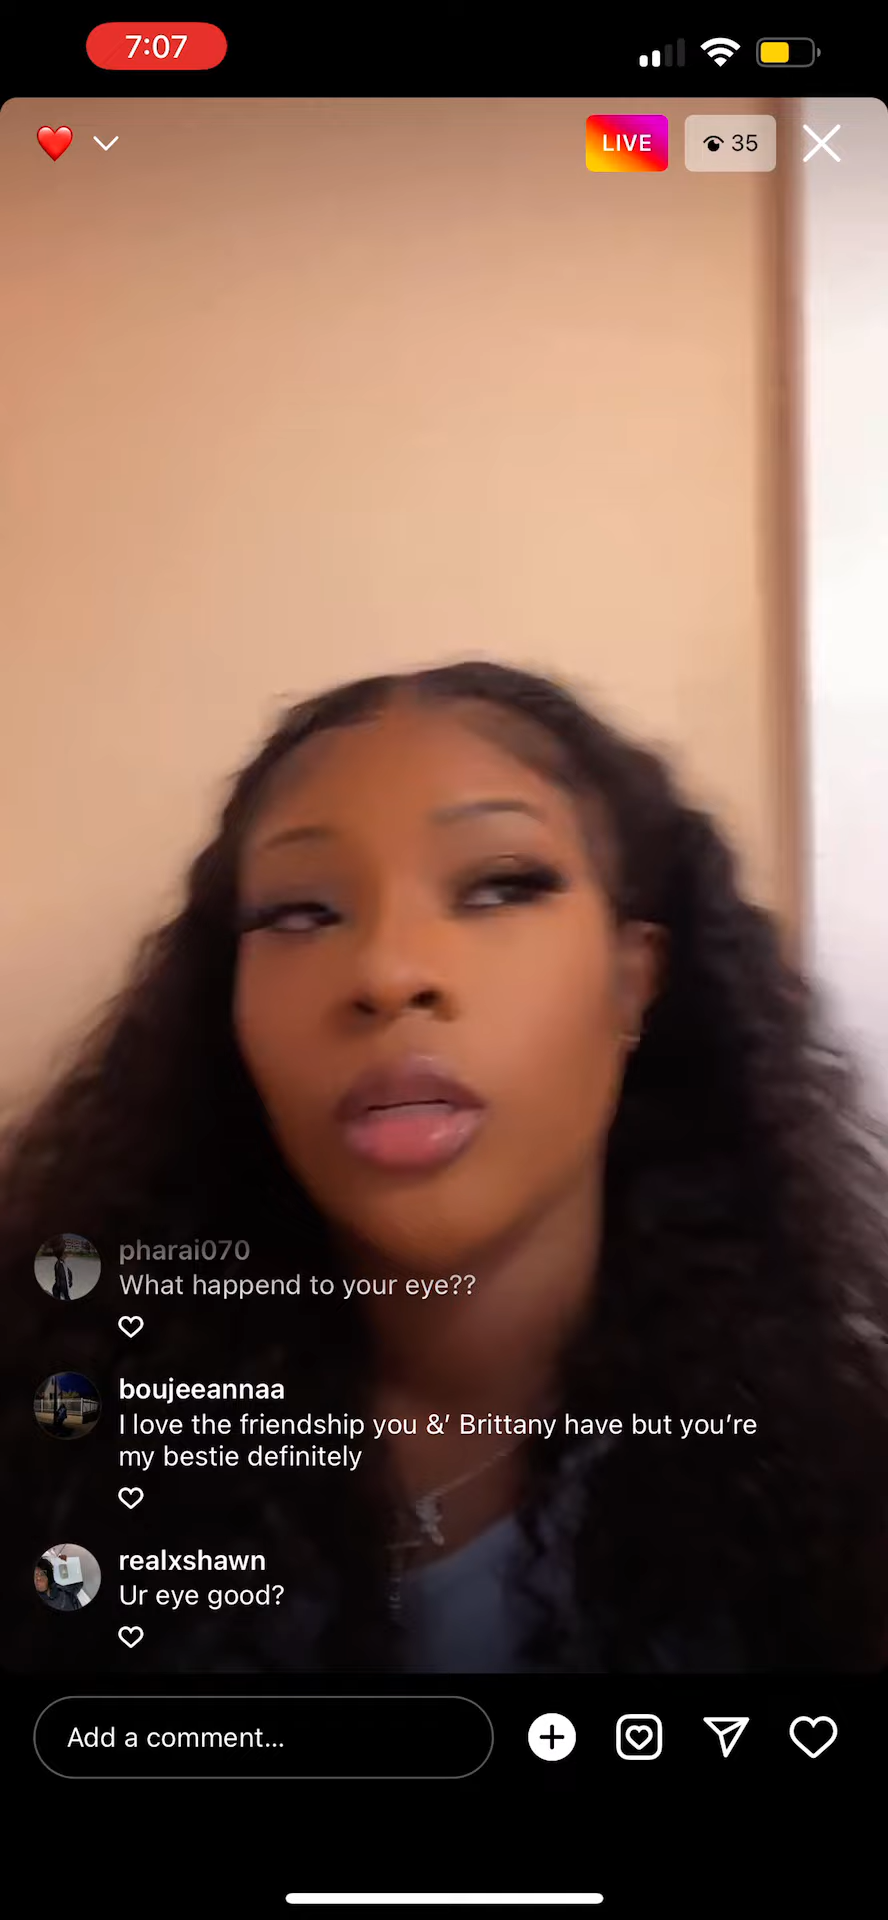 7:07
LIVE
35
pharai070
What happend to your eye??
boujeeannaa
I love the friendship you &' Brittany have but you're
my bestie definitely
realxshawn
Ur eye good?
Add a comment...